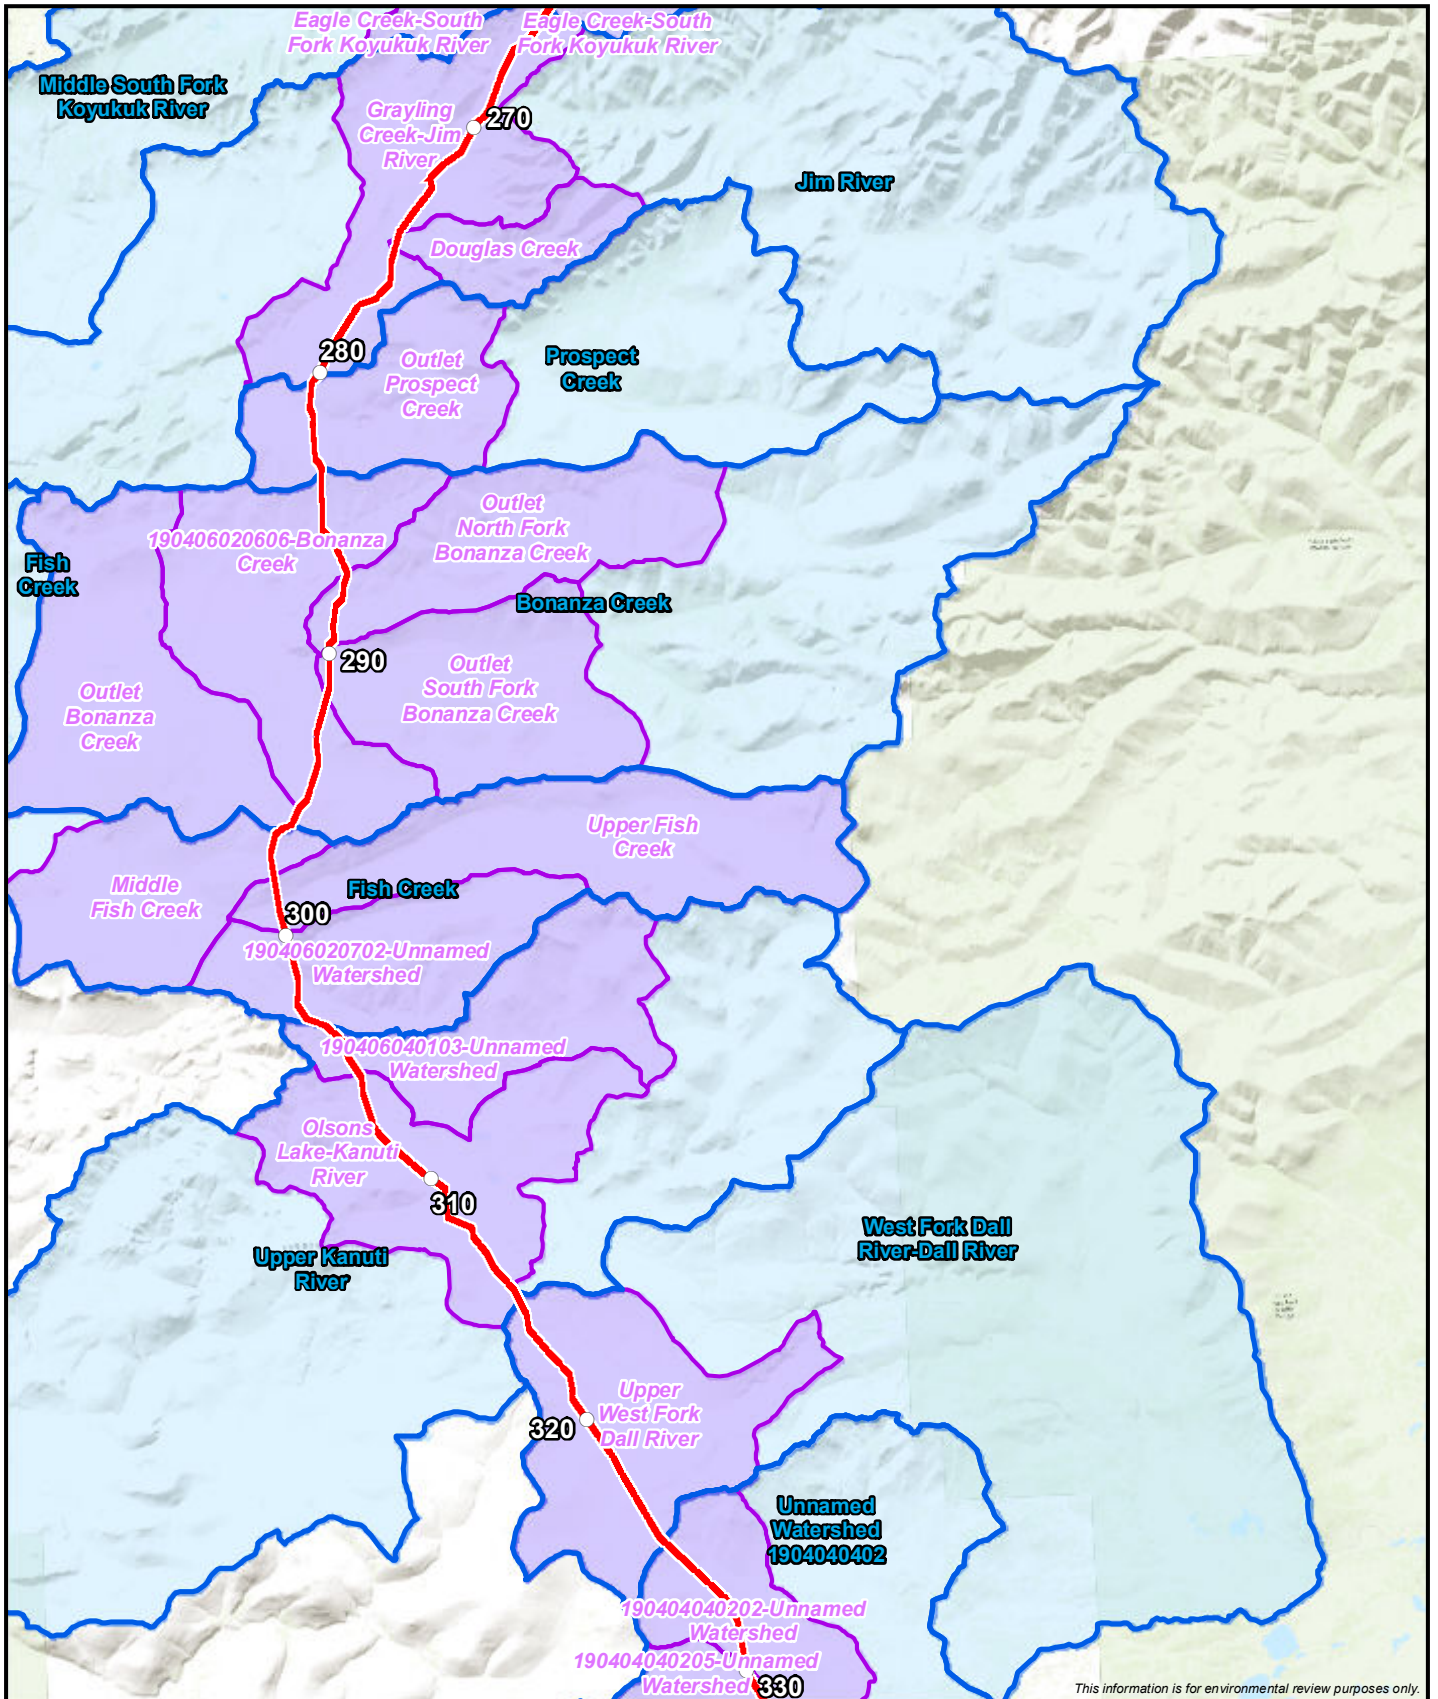 Eagle Creek-South
Fork Koyukuk River
Eagle Creek-South
Fork Koyukuk River
Middle South Fork
Koyukuk River
Grayling
Creek-Jim
River
270
Jim River
Douglas Creek
280
Outlet
Prospect
Creek
Prospect
Creek
Outlet
North Fork
Bonanza Creek
190406020606-Bonanza
Creek
Fish
Creek
Bonanza Creek
290
Outlet
South Fork
Bonanza Creek
Outlet
Bonanza
Creek
Upper Fish
Creek
Middle
Fish Creek
Fish Creek
300
190406020702-Unnamed
Watershed
190406040103-Unnamed
Watershed
Olsons
Lake-Kanuti
River
310
West Fork Dall
River-Dall River
Upper Kanuti
River
Upper
West Fork
Dall River
320
Unnamed
Watershed
1904040402
190404040202-Unnamed
Watershed
190404040205-Unnamed
Watershed
330
This information is for environmental review purposes only.